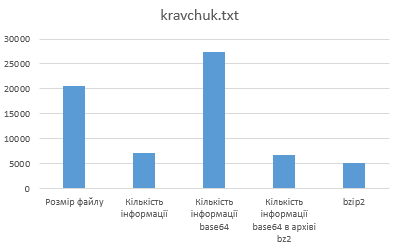 kravchuk.txt
30000
25000
20000
15000
10000
5000
0
Розмір файлу
Кількість
інформації
Кількість
інформації
base64
Кількість
інформації
base64 в архіві
bz2
bzip2